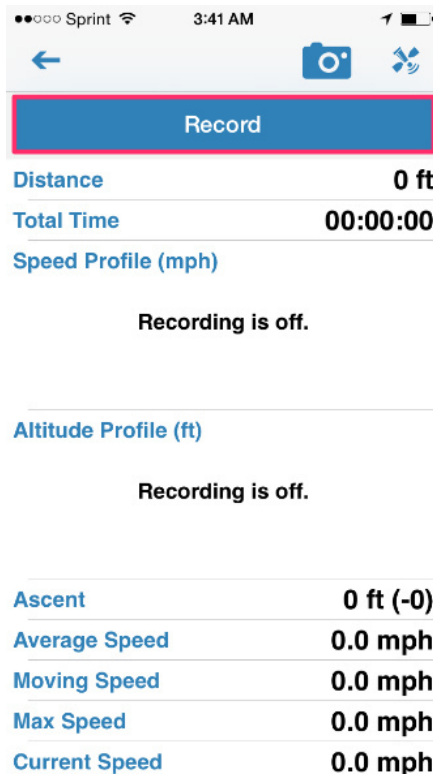 Sprint 3:41 AM
Record
Distance 0 ft
Total Time 00:00:00
Speed Profile (mph)
Recording is off.
Altitude Profile (ft)
Recording is off.
Ascent 0 ft (-0)
Average Speed 0.0 mph
Moving Speed 0.0 mph
Max Speed 0.0 mph
Current Speed 0.0 mph